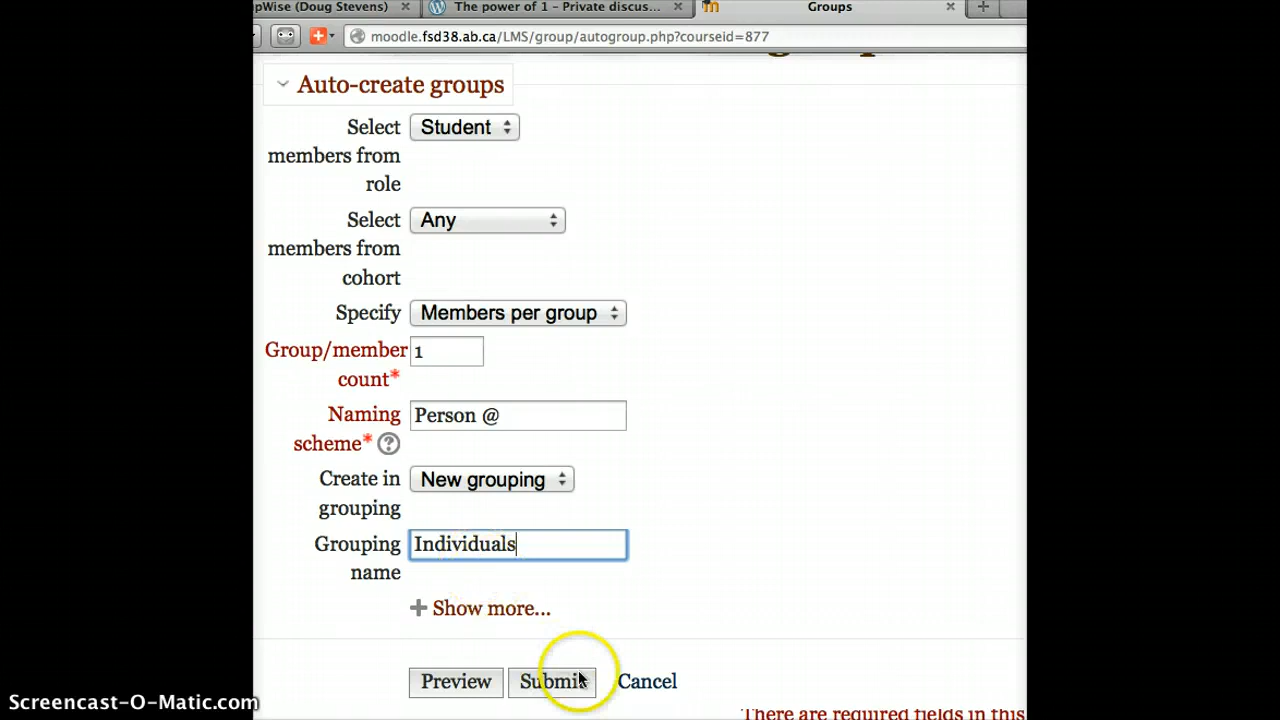 pWise (Doug Stevens)
The power of 1 – Private discus...
Groups
moodle.fsd38.ab.ca/LMS/group/autogroup.php?courseid=877
Auto-create groups
Select members from role
Student
Select members from cohort
Any
Specify
Members per group
Group/member count*
1
Naming scheme*
Person @
Create in grouping
New grouping
Grouping name
Individuals
Show more...
Preview
Submit
Cancel
There are required fields in this
Screencast-O-Matic.com